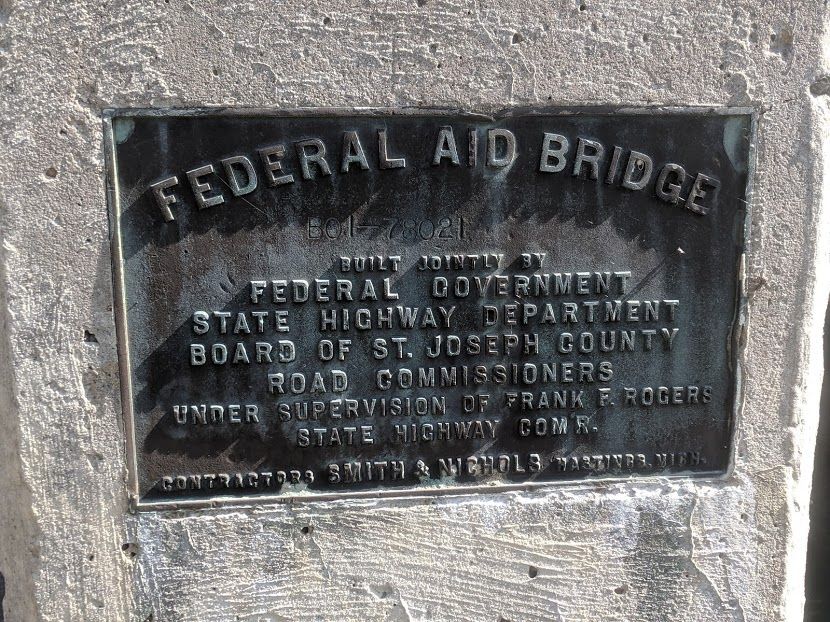 FEDERAL AID BRIDGE
B01-78021
BUILT JOINTLY BY
FEDERAL GOVERNMENT
STATE HIGHWAY DEPARTMENT
BOARD OF ST. JOSEPH COUNTY
ROAD COMMISSIONERS
UNDER SUPERVISION OF FRANK F. ROGERS
STATE HIGHWAY COM'R.
CONTRACTORS SMITH & NICHOLS HASTINGS, MICH.